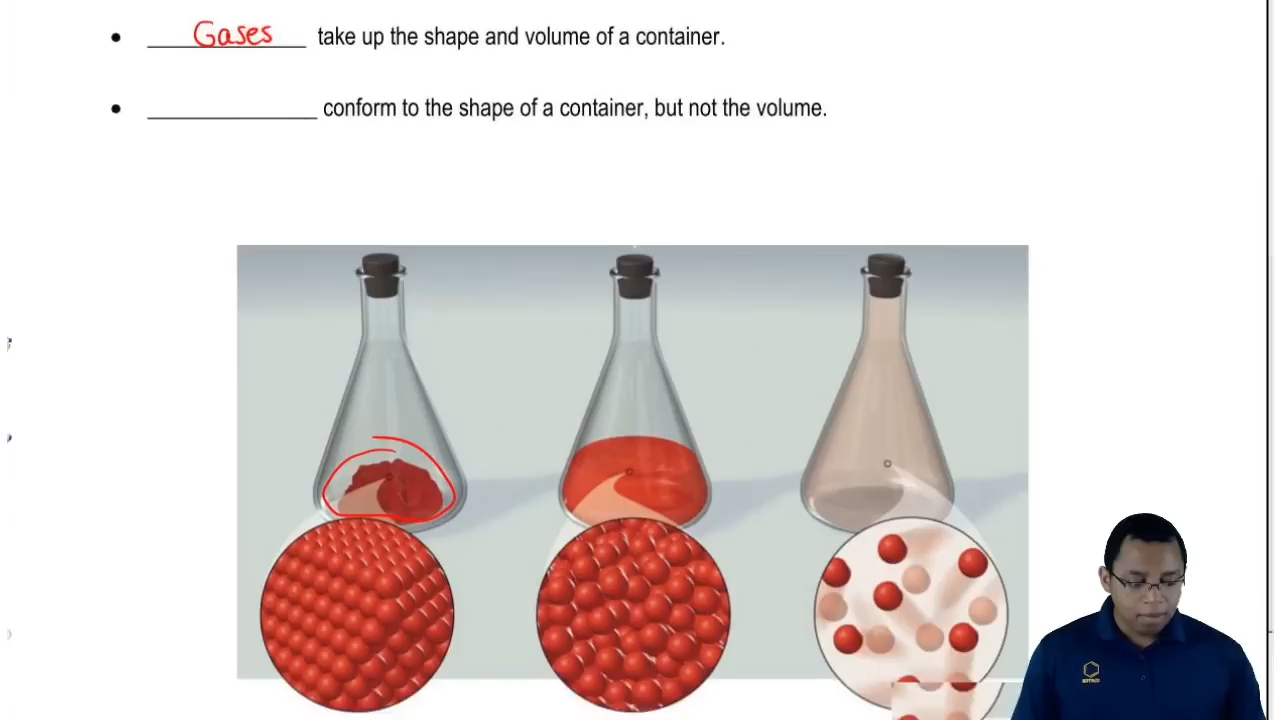 • Gases take up the shape and volume of a container.
• ____________ conform to the shape of a container, but not the volume.